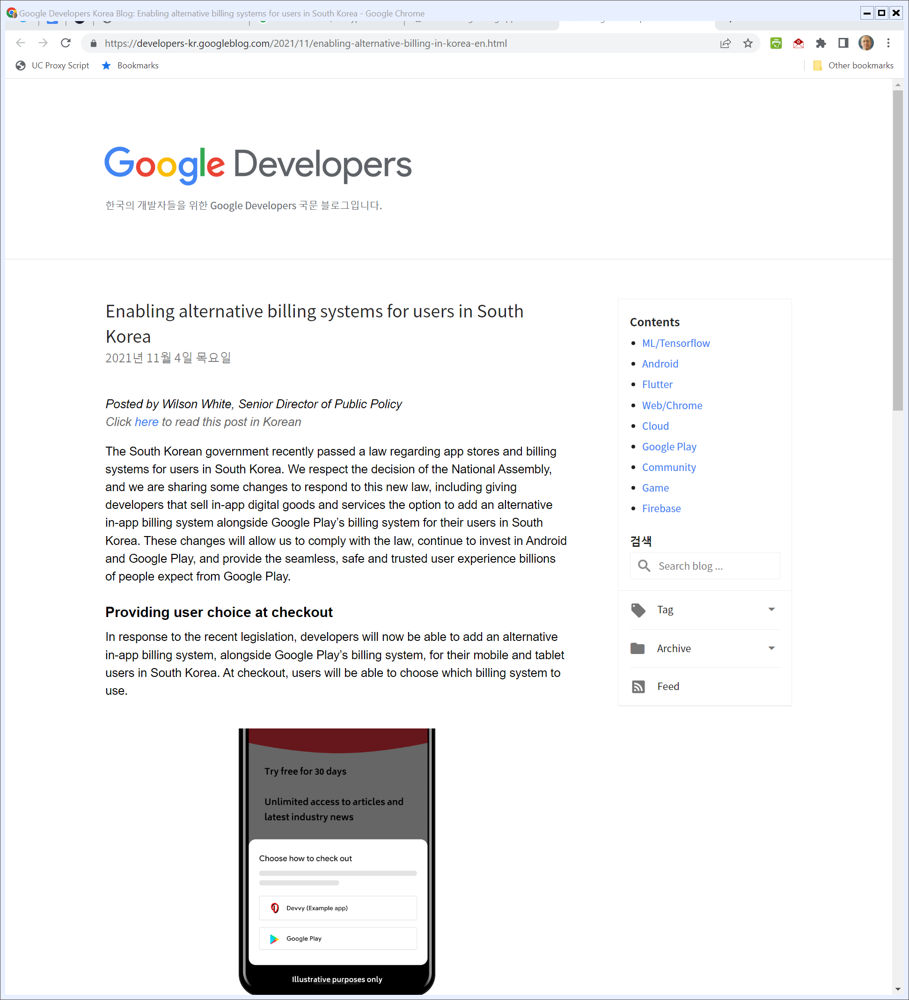 Google Developers Korea Blog: Enabling alternative billing systems for users in South Korea - Google Chrome
https://developers-kr.googleblog.com/2021/11/enabling-alternative-billing-in-korea-en.html
UC Proxy Script
Bookmarks
Other bookmarks
Google Developers
한국의 개발자들을 위한 Google Developers 국문 블로그입니다.
Enabling alternative billing systems for users in South
Korea
2021년 11월 4일 목요일
Posted by Wilson White, Senior Director of Public Policy
Click here to read this post in Korean
The South Korean government recently passed a law regarding app stores and billing
systems for users in South Korea. We respect the decision of the National Assembly,
and we are sharing some changes to respond to this new law, including giving
developers that sell in-app digital goods and services the option to add an alternative
in-app billing system alongside Google Play’s billing system for their users in South
Korea. These changes will allow us to comply with the law, continue to invest in Android
and Google Play, and provide the seamless, safe and trusted user experience billions
of people expect from Google Play.
Providing user choice at checkout
In response to the recent legislation, developers will now be able to add an alternative
in-app billing system, alongside Google Play’s billing system, for their mobile and tablet
users in South Korea. At checkout, users will be able to choose which billing system to
use.
Try free for 30 days
Unlimited access to articles and
latest industry news
Choose how to check out
Devvy (Example app)
Google Play
Illustrative purposes only
Contents
ML/Tensorflow
Android
Flutter
Web/Chrome
Cloud
Google Play
Community
Game
Firebase
검색
Search blog ...
Tag
Archive
Feed